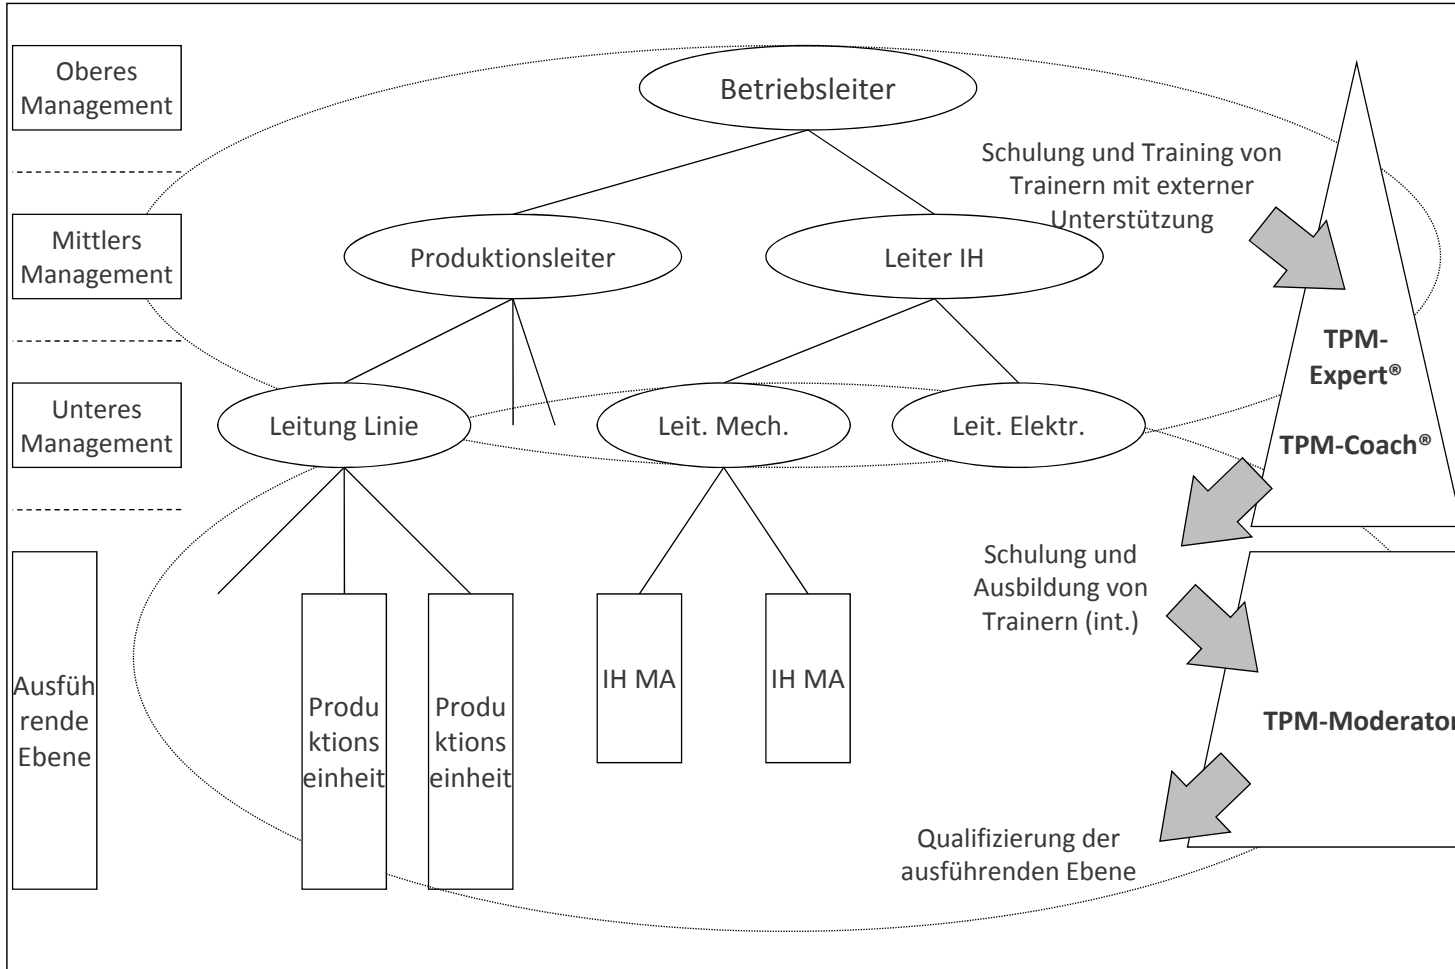 Oberes
Management
Betriebsleiter
Schulung und Training von
Trainern mit externer
Unterstützung
Mittlers
Management
Produktionsleiter
Leiter IH
TPM-
Expert®
TPM-Coach®
Unteres
Management
Leitung Linie
Leit. Mech.
Leit. Elektr.
Schulung und
Ausbildung von
Trainern (int.)
Ausfüh
rende
Ebene
Produ
ktions
einheit
Produ
ktions
einheit
IH MA
IH MA
TPM-Moderator
Qualifizierung der
ausführenden Ebene